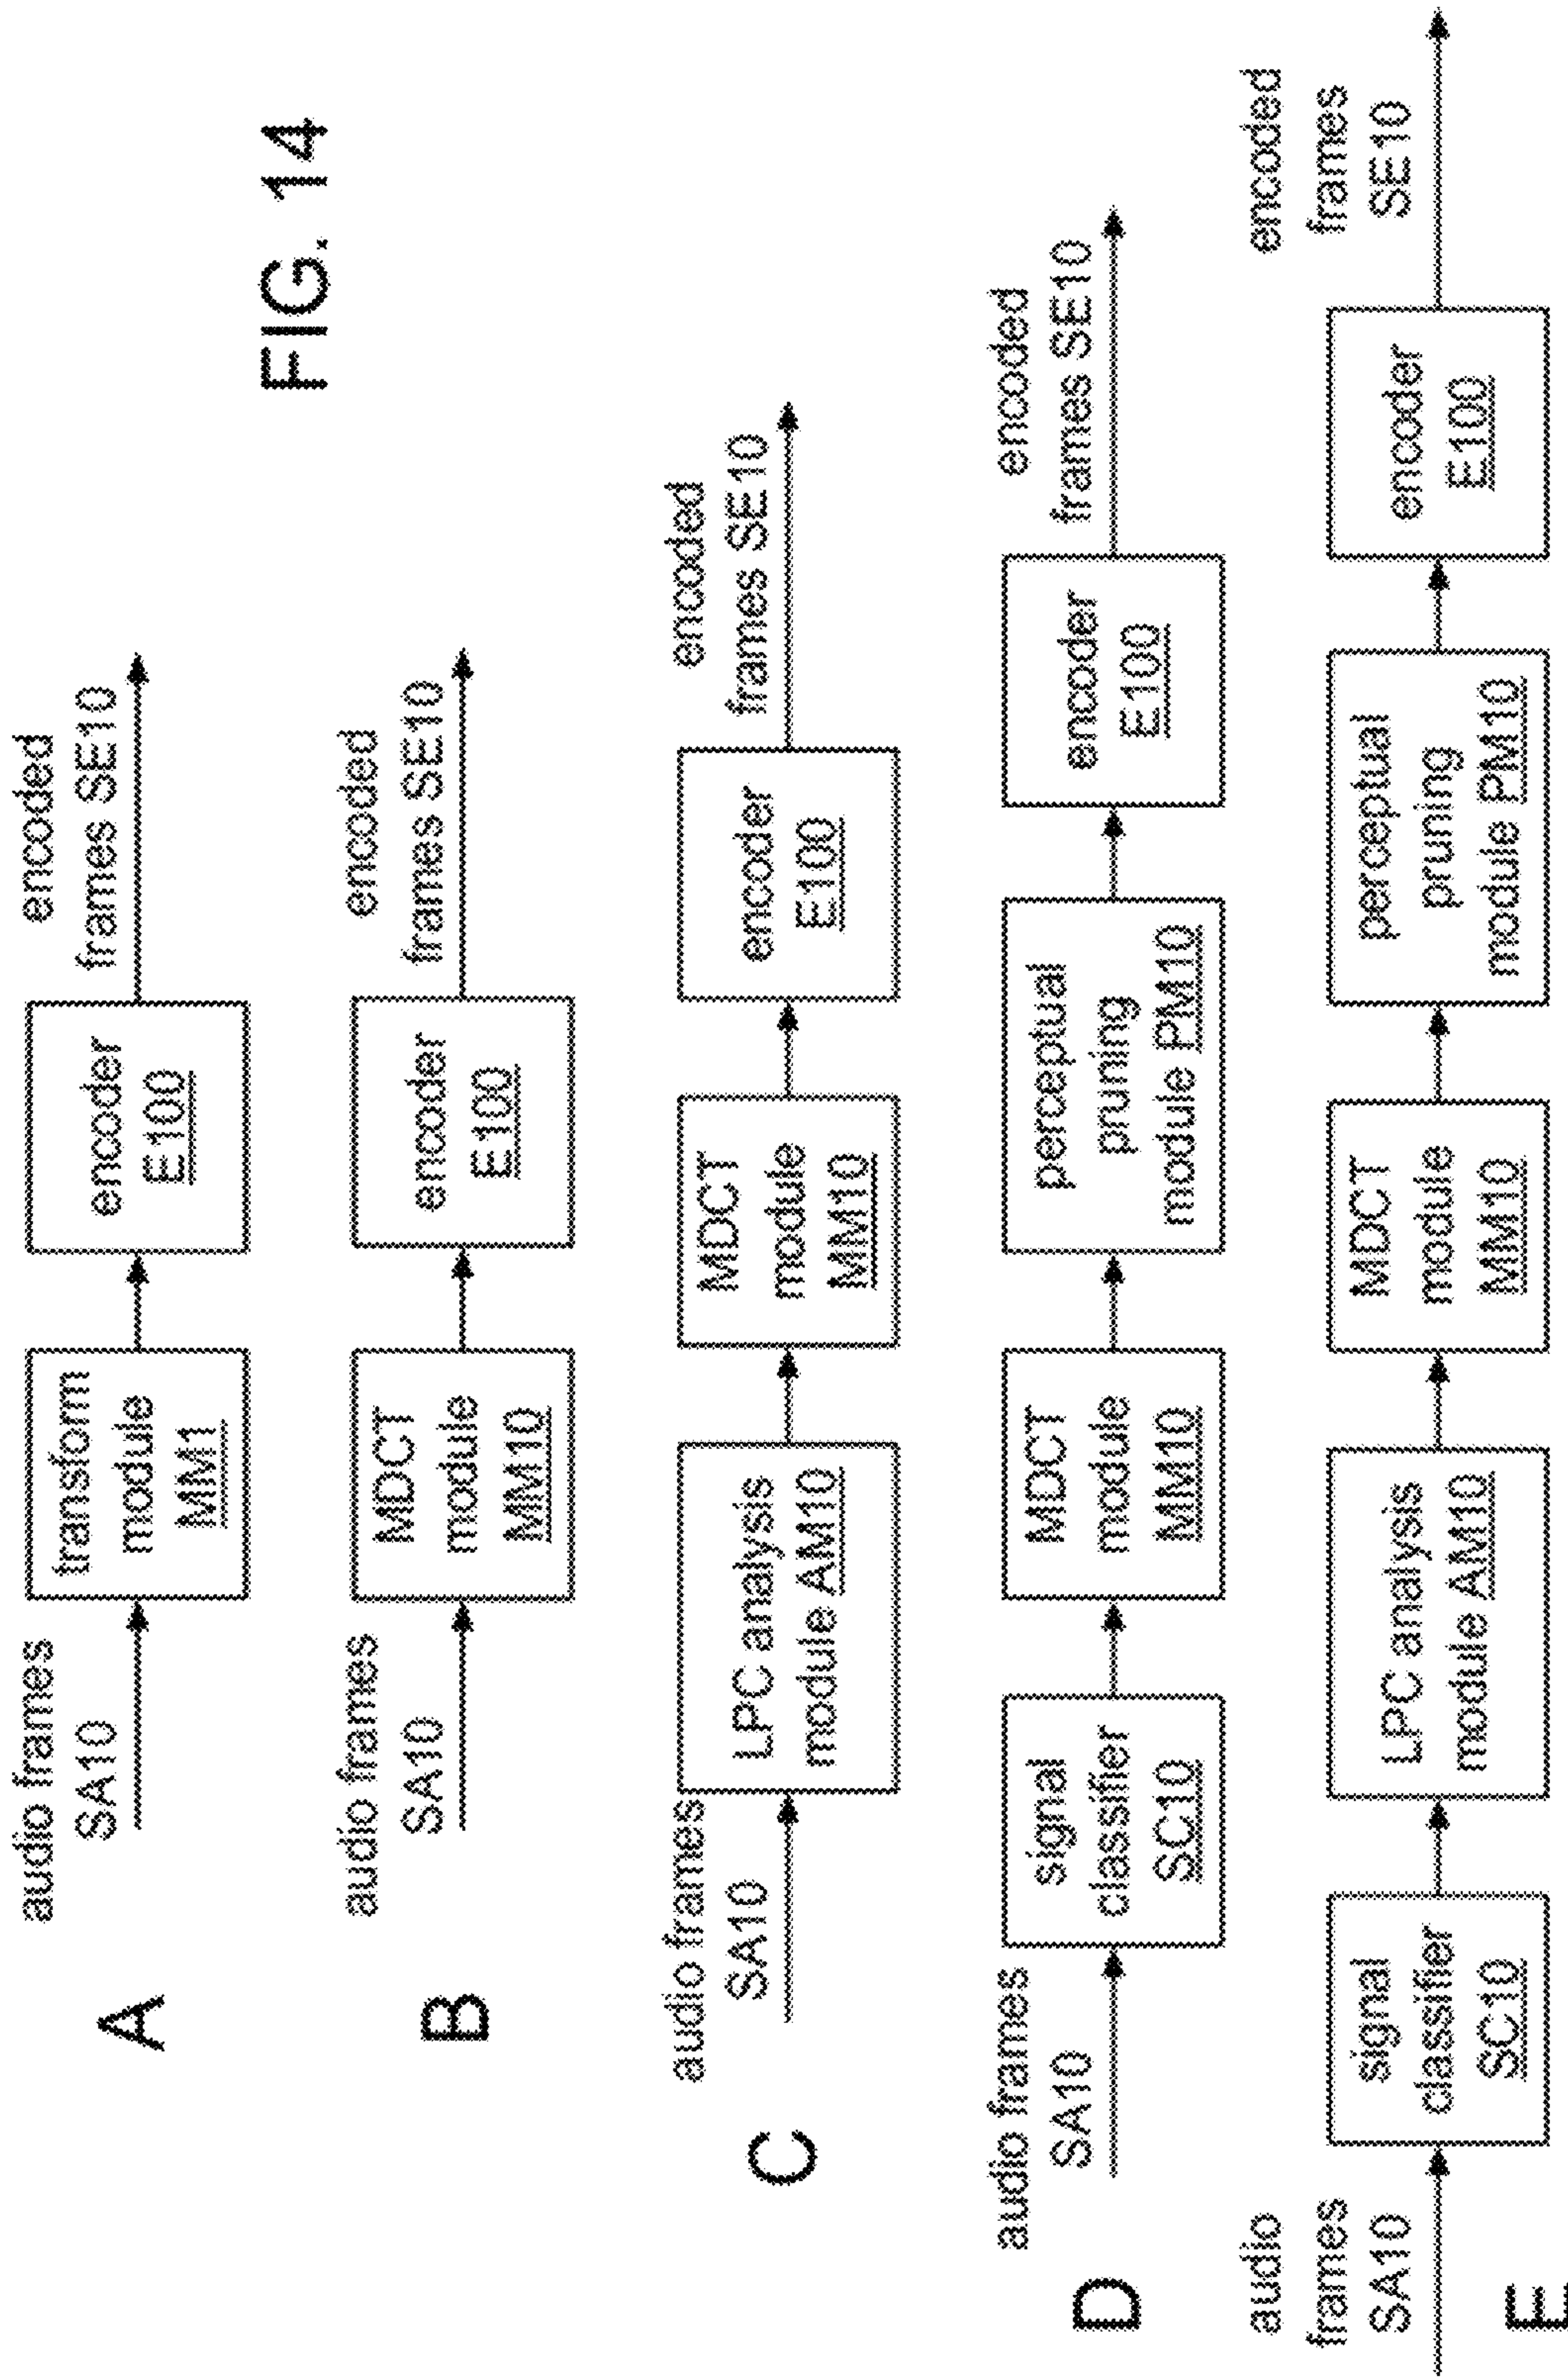 FIG. 14
A
audio frames
SA10
transform
module
MM1
encoder
E100
encoded
frames SE10
B
audio frames
SA10
MDCT
module
MM10
encoder
E100
encoded
frames SE10
C
audio frames
SA10
LPC analysis
module AM10
MDCT
module
MM10
encoder
E100
encoded
frames SE10
D
audio frames
SA10
signal
classifier
SC10
MDCT
module
MM10
perceptual
pruning
module PM10
encoder
E100
encoded
frames SE10
E
audio
frames
SA10
signal
classifier
SC10
LPC analysis
module AM10
MDCT
module
MM10
perceptual
pruning
module PM10
encoder
E100
encoded
frames
SE10